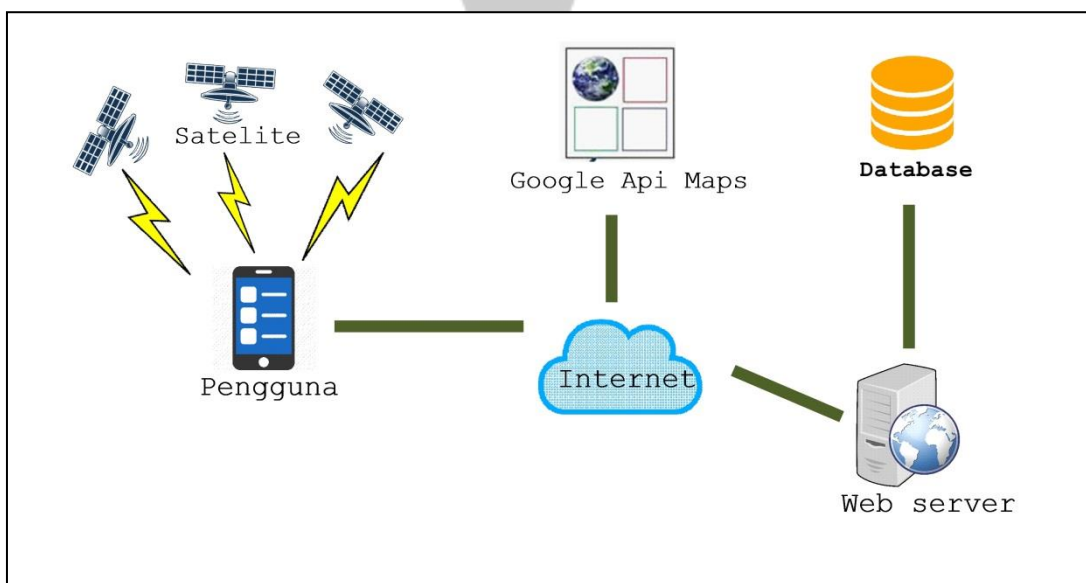 Satelite
Google Api Maps
Database
Pengguna
Internet
Web server